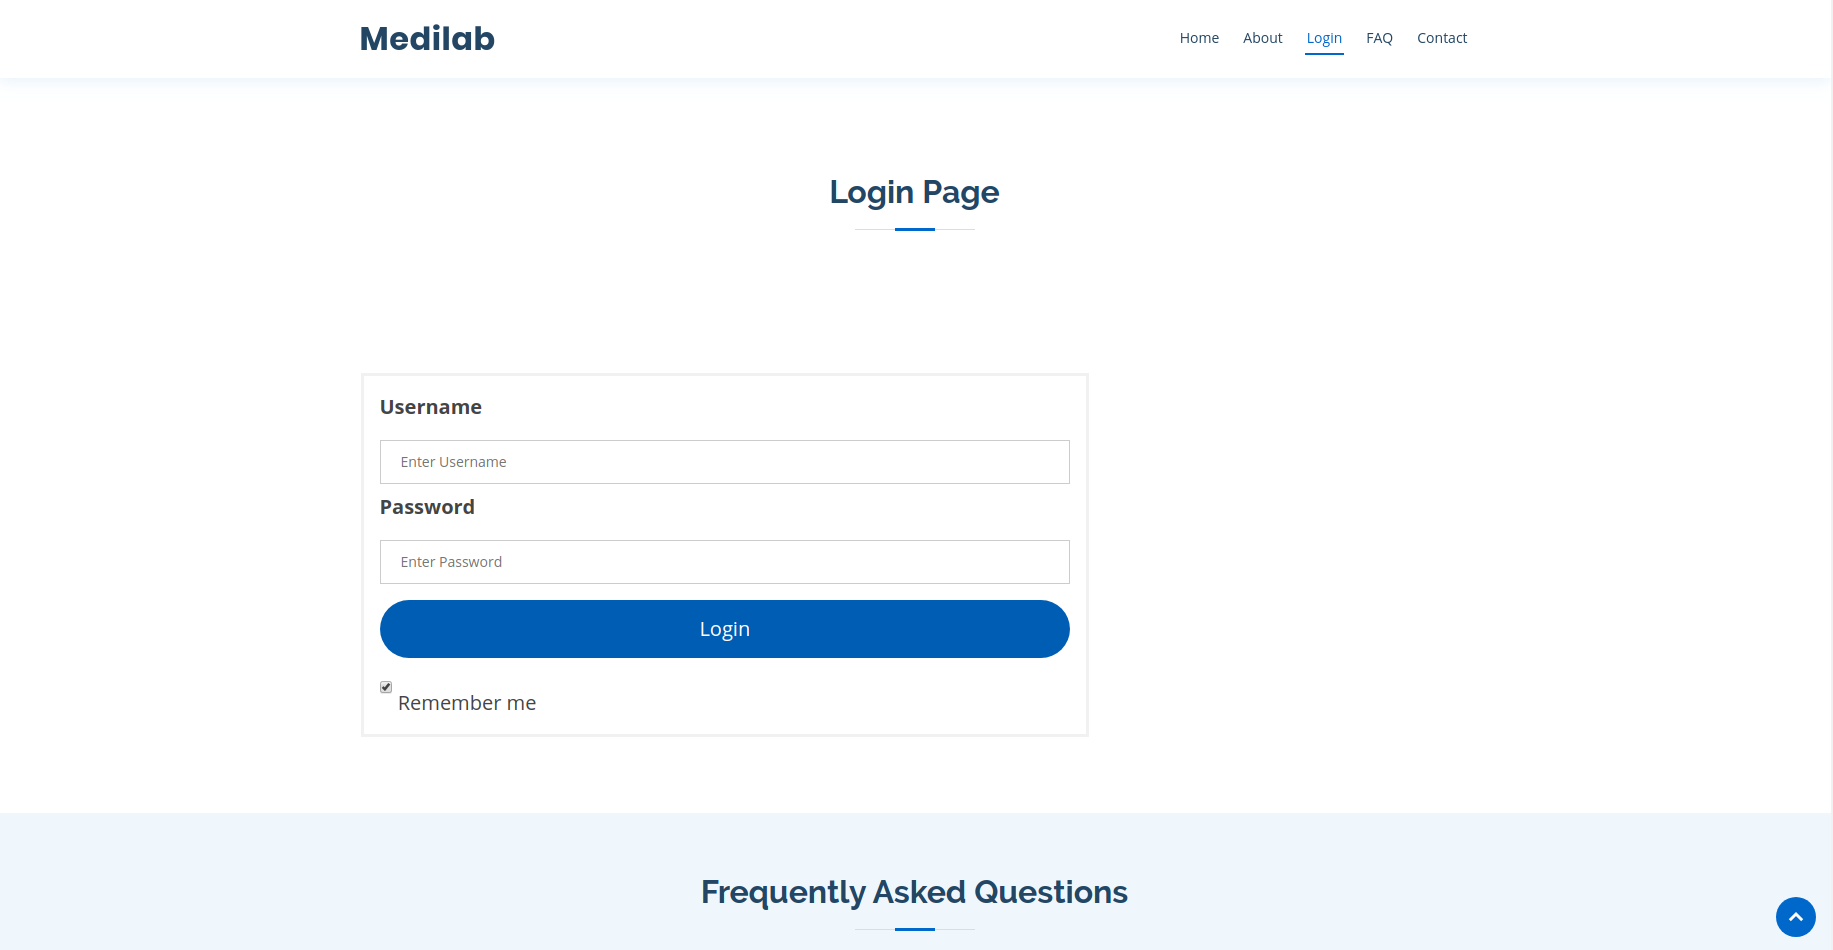 Medilab
Home About Login FAQ Contact
Login Page
Username
Enter Username
Password
Enter Password
Login
Remember me
Frequently Asked Questions